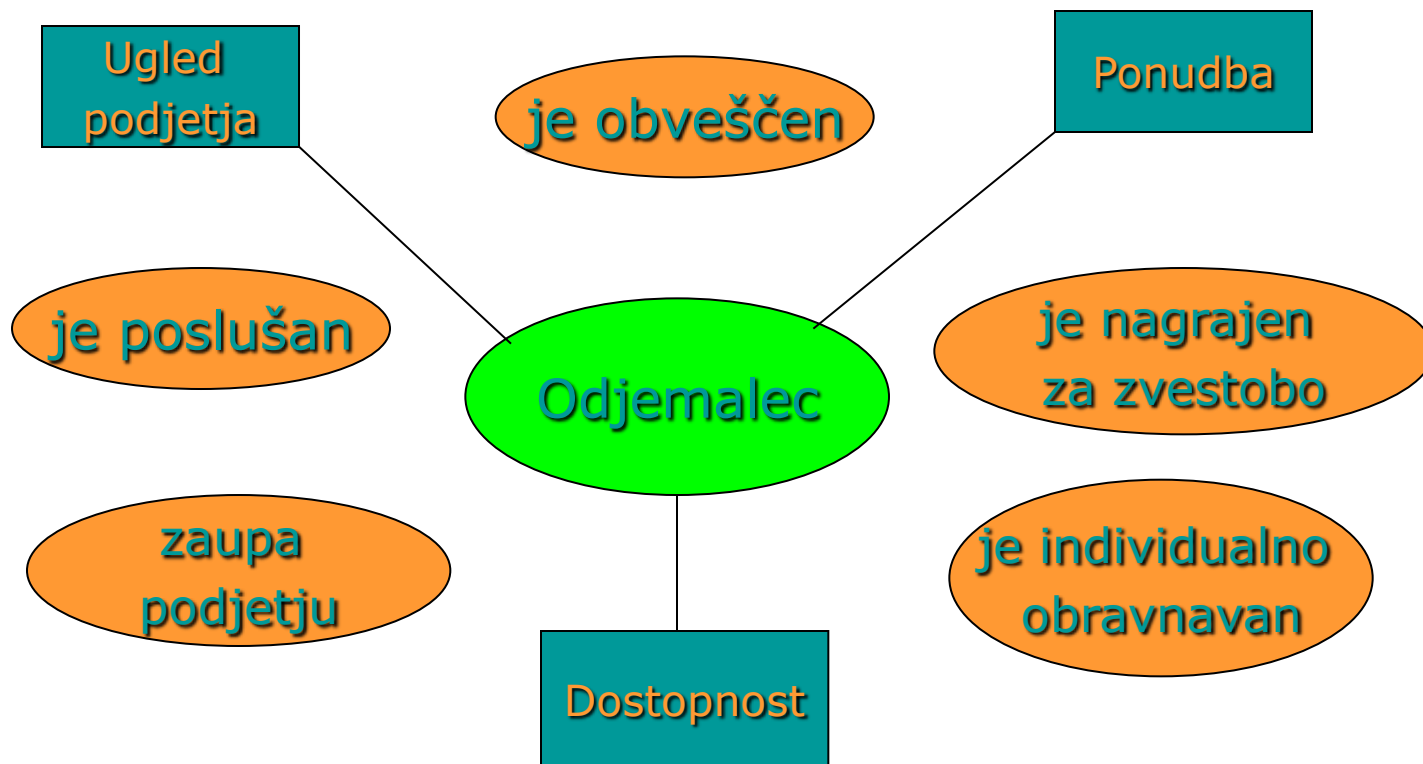 Ugled
podjetja
je obveščen
Ponudba
je poslušan
Odjemalec
je nagrajen
za zvestobo
zaupa
podjetju
je individualno
obravnavan
Dostopnost